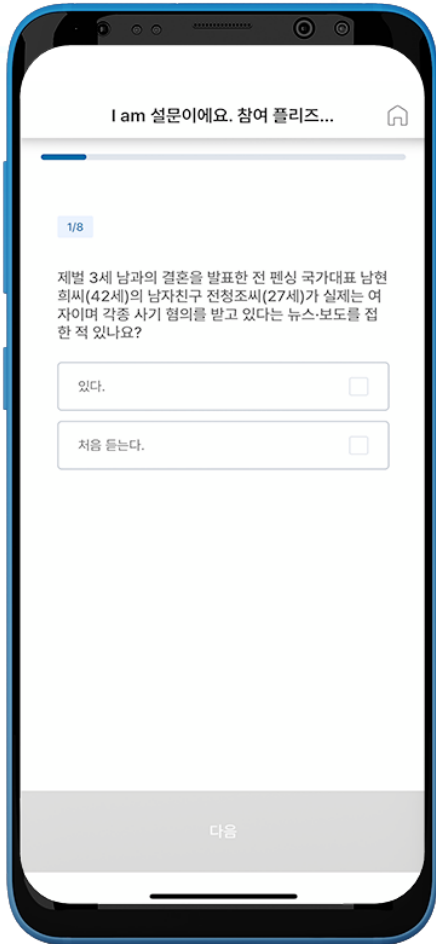 I am 설문이에요. 참여 플리즈...
1/8
제벌 3세 남과의 결혼을 발표한 전 펜싱 국가대표 남현
희씨(42세)의 남자친구 전청조씨(27세)가 실제는 여
자이며 각종 사기 혐의를 받고 있다는 뉴스·보도를 접
한 적 있나요?
있다.
처음 듣는다.
다음